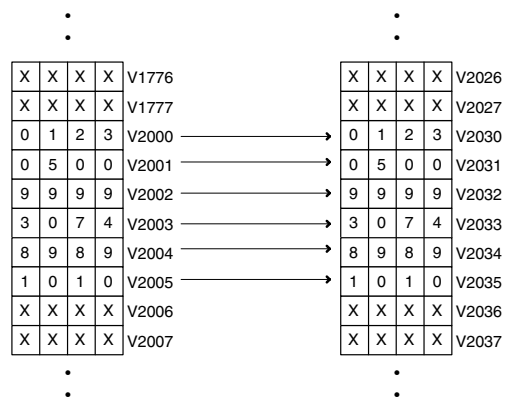 X X X X V1776 X X X X V2026
X X X X V1777 X X X X V2027
0 1 2 3 V2000 0 1 2 3 V2030
0 5 0 0 V2001 0 5 0 0 V2031
9 9 9 9 V2002 9 9 9 9 V2032
3 0 7 4 V2003 3 0 7 4 V2033
8 9 8 9 V2004 8 9 8 9 V2034
1 0 1 0 V2005 1 0 1 0 V2035
X X X X V2006 X X X X V2036
X X X X V2007 X X X X V2037